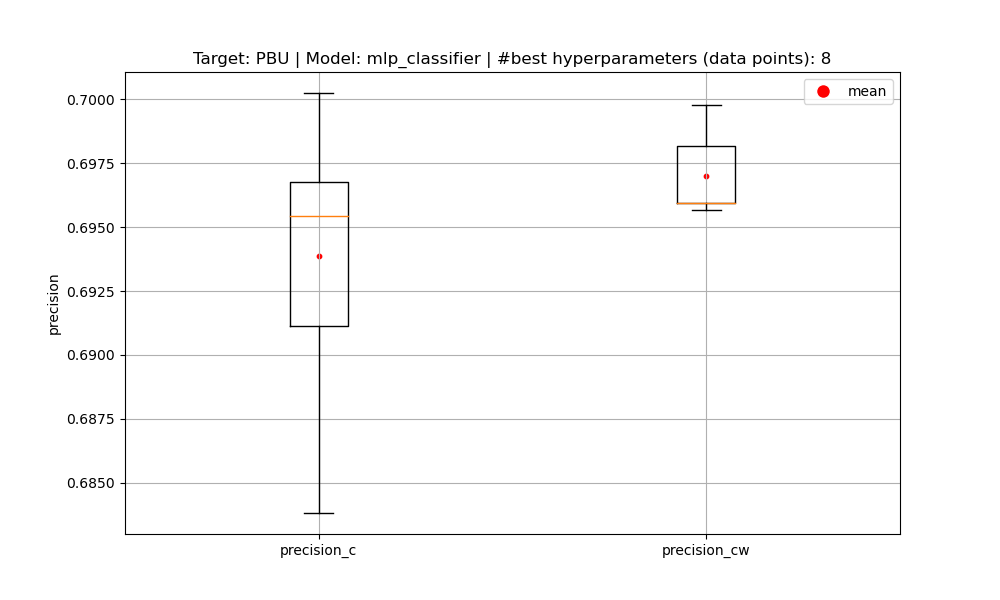 Target: PBU | Model: mlp_classifier | #best hyperparameters (data points): 8
mean
0.7000
0.6975
0.6950
0.6925
0.6900
0.6875
0.6850
precision
precision_c
precision_cw